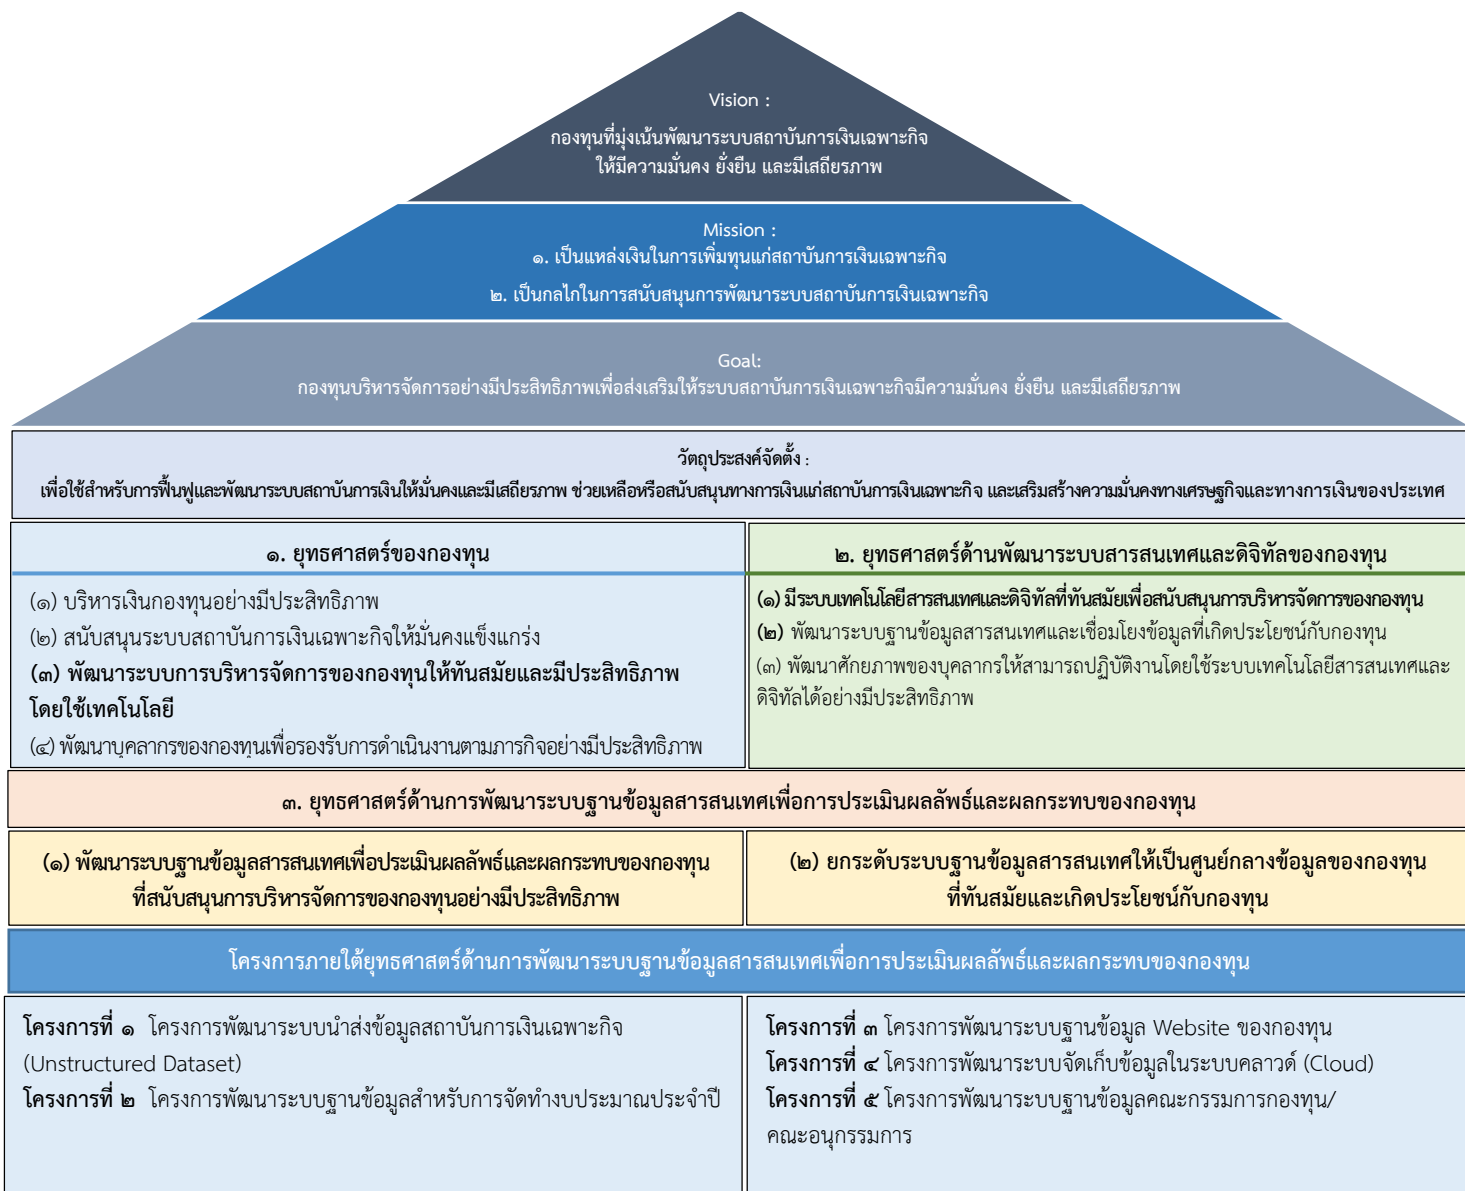 Vision :
กองทุนที่มุ่งเน้นพัฒนาระบบสถาบันการเงินเฉพาะกิจ
ให้มีความมั่นคง ยั่งยืน และมีเสถียรภาพ
Mission :
๑. เป็นแหล่งเงินในการเพิ่มทุนแก่สถาบันการเงินเฉพาะกิจ
๒. เป็นกลไกในการสนับสนุนการพัฒนาระบบสถาบันการเงินเฉพาะกิจ
Goal:
กองทุนบริหารจัดการอย่างมีประสิทธิภาพเพื่อส่งเสริมให้ระบบสถาบันการเงินเฉพาะกิจมีความมั่นคง ยั่งยืน และมีเสถียรภาพ
วัตถุประสงค์จัดตั้ง :
เพื่อใช้สำหรับการฟื้นฟูและพัฒนาระบบสถาบันการเงินให้มั่นคงและมีเสถียรภาพ ช่วยเหลือหรือสนับสนุนทางการเงินแก่สถาบันการเงินเฉพาะกิจ และเสริมสร้างความมั่นคงทางเศรษฐกิจและทางการเงินของประเทศ
๑. ยุทธศาสตร์ของกองทุน
(๑) บริหารเงินกองทุนอย่างมีประสิทธิภาพ
(๒) สนับสนุนระบบสถาบันการเงินเฉพาะกิจให้มั่นคงแข็งแกร่ง
(๓) พัฒนาระบบการบริหารจัดการของกองทุนให้ทันสมัยและมีประสิทธิภาพ
โดยใช้เทคโนโลยี
(๔) พัฒนาบุคลากรของกองทุนเพื่อรองรับการดำเนินงานตามภารกิจอย่างมีประสิทธิภาพ
๒. ยุทธศาสตร์ด้านพัฒนาระบบสารสนเทศและดิจิทัลของกองทุน
(๑) มีระบบเทคโนโลยีสารสนเทศและดิจิทัลที่ทันสมัยเพื่อสนับสนุนการบริหารจัดการของกองทุน
(๒) พัฒนาระบบฐานข้อมูลสารสนเทศและเชื่อมโยงข้อมูลที่เกิดประโยชน์กับกองทุน
(๓) พัฒนาศักยภาพของบุคลากรให้สามารถปฏิบัติงานโดยใช้ระบบเทคโนโลยีสารสนเทศและ
ดิจิทัลได้อย่างมีประสิทธิภาพ
๓. ยุทธศาสตร์ด้านการพัฒนาระบบฐานข้อมูลสารสนเทศเพื่อการประเมินผลลัพธ์และผลกระทบของกองทุน
(๑) พัฒนาระบบฐานข้อมูลสารสนเทศเพื่อประเมินผลลัพธ์และผลกระทบของกองทุน
ที่สนับสนุนการบริหารจัดการของกองทุนอย่างมีประสิทธิภาพ
(๒) ยกระดับระบบฐานข้อมูลสารสนเทศให้เป็นศูนย์กลางข้อมูลของกองทุน
ที่ทันสมัยและเกิดประโยชน์กับกองทุน
โครงการภายใต้ยุทธศาสตร์ด้านการพัฒนาระบบฐานข้อมูลสารสนเทศเพื่อการประเมินผลลัพธ์และผลกระทบของกองทุน
โครงการที่ ๑ โครงการพัฒนาระบบนำส่งข้อมูลสถาบันการเงินเฉพาะกิจ
(Unstructured Dataset)
โครงการที่ ๒ โครงการพัฒนาระบบฐานข้อมูลสำหรับการจัดทำงบประมาณประจำปี
โครงการที่ ๓ โครงการพัฒนาระบบฐานข้อมูล Website ของกองทุน
โครงการที่ ๔ โครงการพัฒนาระบบจัดเก็บข้อมูลในระบบคลาวด์ (Cloud)
โครงการที่ ๕ โครงการพัฒนาระบบฐานข้อมูลคณะกรรมการกองทุน/
คณะอนุกรรมการ